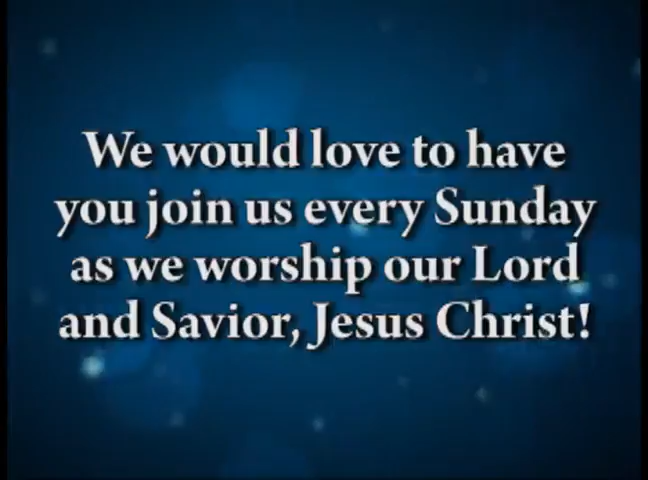 We would love to have
you join us every Sunday
as we worship our Lord
and Savior, Jesus Christ!